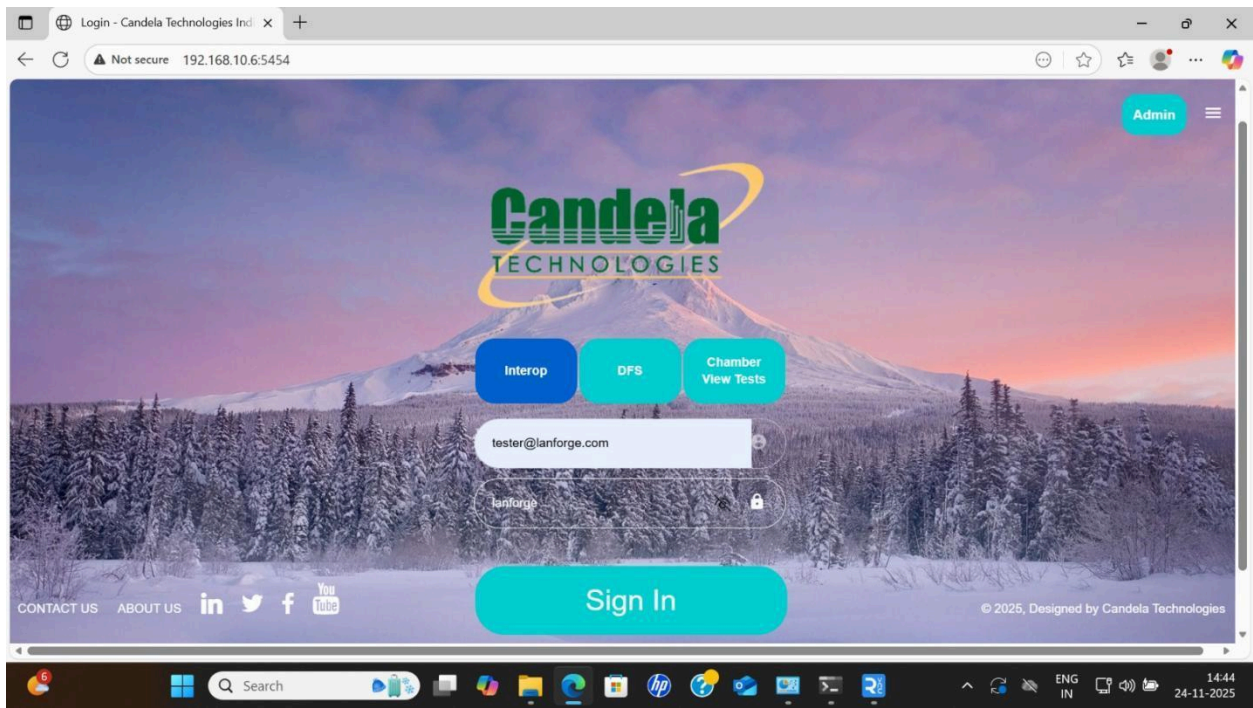 Login - Candela Technologies Ind
Not secure 192.168.10.6:5454
Admin
Candela
TECHNOLOGIES
Interop
DFS
Chamber
View Tests
tester@lanforge.com
lanforge
Sign In
CONTACT US ABOUT US in f You Tube
© 2025, Designed by Candela Technologies
6
Search
hp
ENG
IN
14:44
24-11-2025